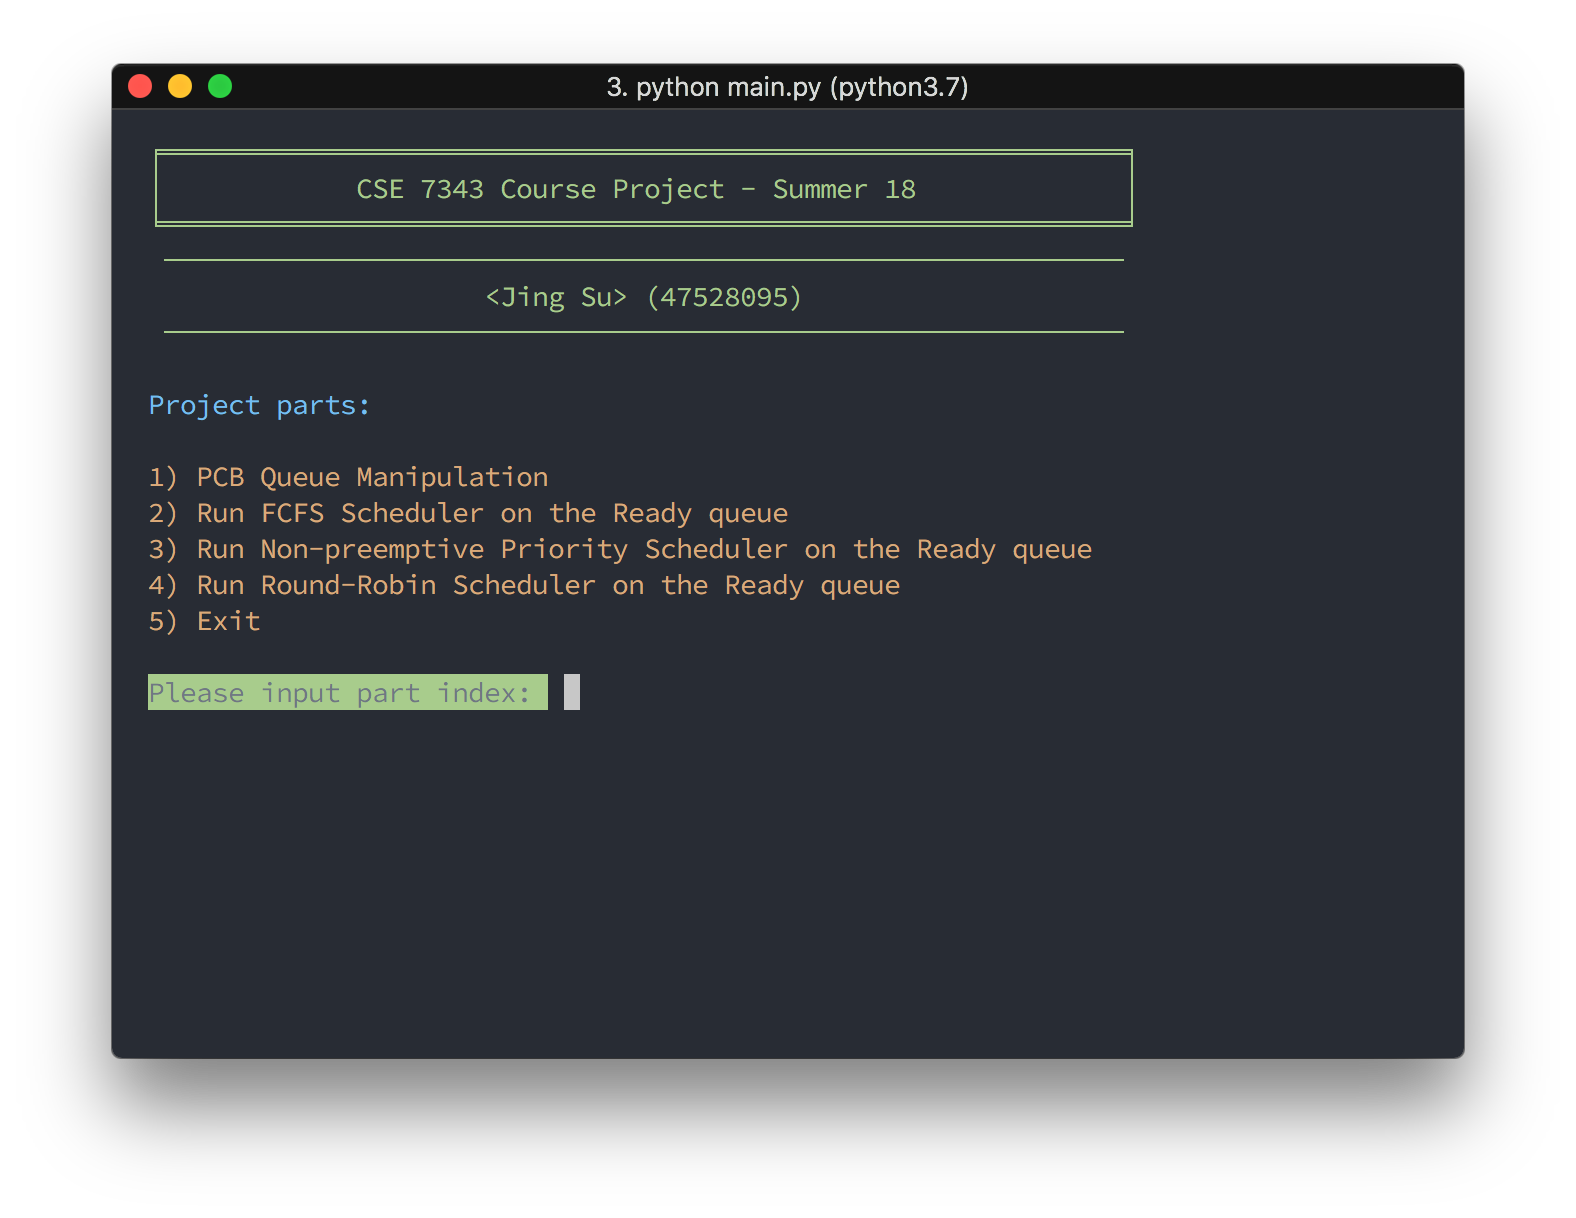 3. python main.py (python3.7)
CSE 7343 Course Project - Summer 18
<Jing Su> (47528095)
Project parts:
1) PCB Queue Manipulation
2) Run FCFS Scheduler on the Ready queue
3) Run Non-preemptive Priority Scheduler on the Ready queue
4) Run Round-Robin Scheduler on the Ready queue
5) Exit
Please input part index: